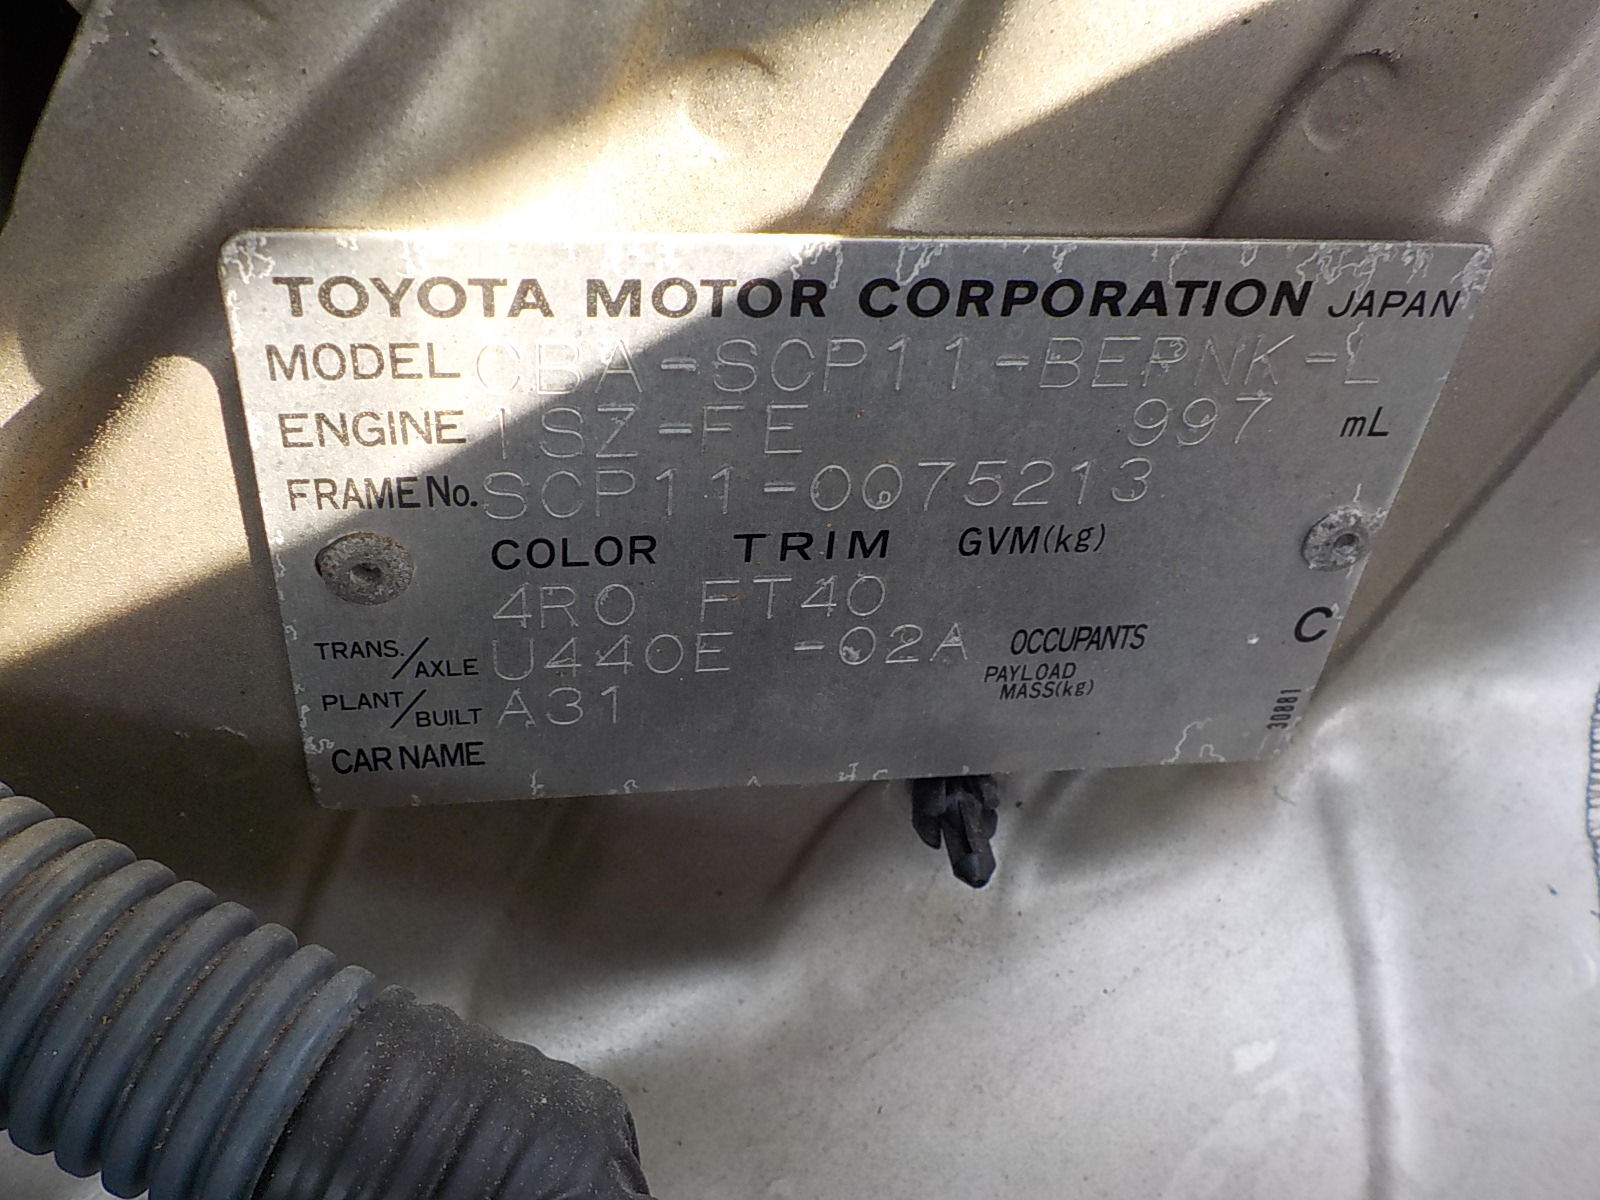 TOYOTA MOTOR CORPORATION JAPAN
MODEL CBA-SCP11-BEPNK-L
ENGINE 1SZ-FE 997 mL
FRAME No. SCP11-0075213
COLOR TRIM GVM(kg)
4R0 FT40
TRANS./AXLE U440E -02A OCCUPANTS C
PAYLOAD MASS(kg)
PLANT/BUILT A31
30881
CAR NAME